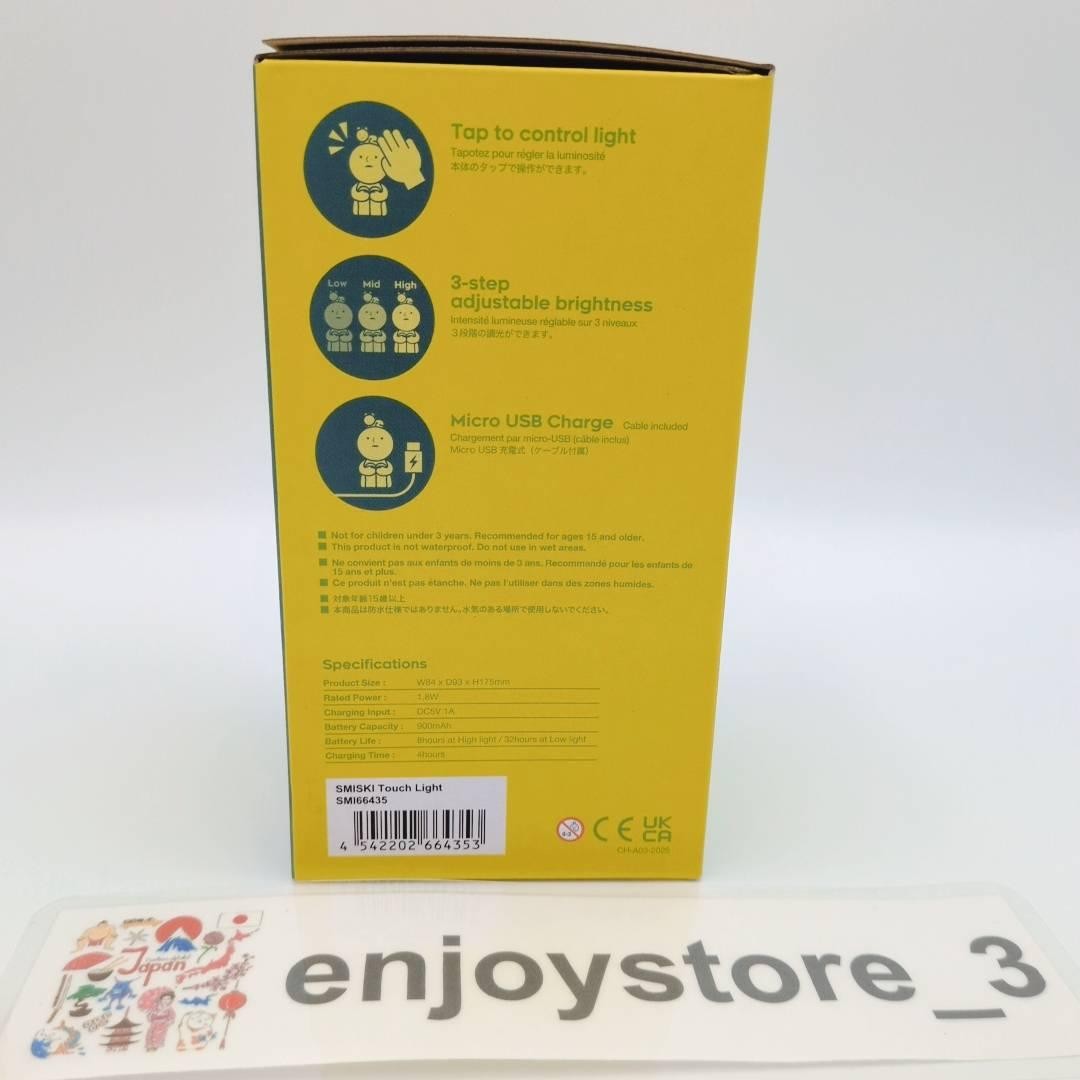 Tap to control light
Tapotez pour régler la luminosité
本体のタップで操作ができます。
Low Mid High
3-step
adjustable brightness
Intensité lumineuse réglable sur 3 niveaux
3段階の調光ができます。
Micro USB Charge Cable included
Chargement par micro-USB (câble inclus)
Micro USB 充電式（ケーブル付属）
Not for children under 3 years. Recommended for ages 15 and older.
This product is not waterproof. Do not use in wet areas.
Ne convient pas aux enfants de moins de 3 ans. Recommandé pour les enfants de
15 ans et plus.
Ce produit n'est pas étanche. Ne pas l'utiliser dans des zones humides.
対象年齢15歳以上
本商品は防水仕様ではありません。水気のある場所で使用しないでください。
Specifications
Product Size : W84 x D93 x H175mm
Rated Power : 1.8W
Charging Input : DC5V 1A
Battery Capacity : 900mAh
Battery Life : 8hours at High light / 32hours at Low light
Charging Time : 4hours
SMISKI Touch Light
SMI66435
4 542202 664353
0-3
CE
UK
CA
CH-A03-2025
Japan
enjoystore_3